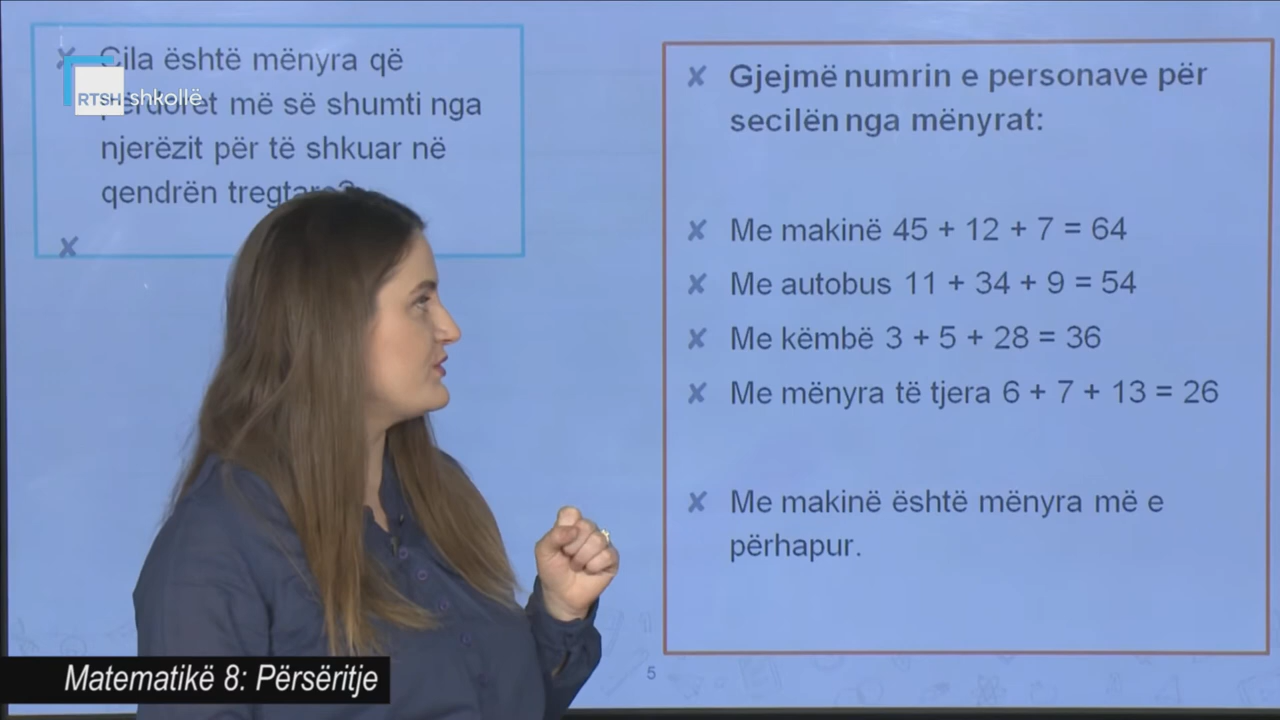 Cila është mënyra që
përdoret më së shumti nga
njerëzit për të shkuar në
qendrën tregtare?
RTSH shkollë
Gjejmë numrin e personave për
secilën nga mënyrat:
Me makinë 45 + 12 + 7 = 64
Me autobus 11 + 34 + 9 = 54
Me këmbë 3 + 5 + 28 = 36
Me mënyra të tjera 6 + 7 + 13 = 26
Me makinë është mënyra më e
përhapur.
5
Matematikë 8: Përsëritje